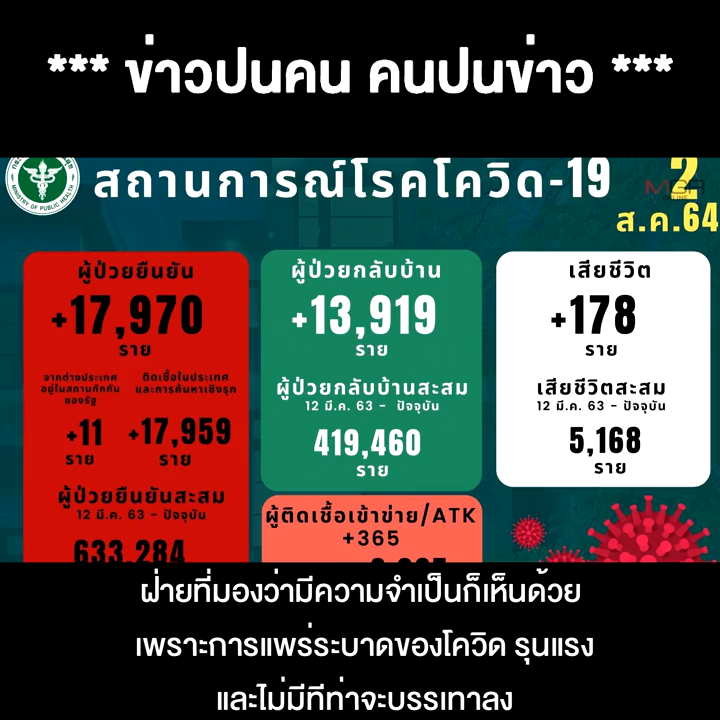 *** ข่าวปนคน คนปนข่าว ***
MINISTRY OF PUBLIC HEALTH
สถานการณ์โรคโควิด-19
2
ส.ค.64
ผู้ป่วยยืนยัน
+17,970
ราย
จากต่างประเทศ
อยู่ในสถานกักกัน
ของรัฐ
+11
ราย
ติดเชื้อในประเทศ
และการค้นหาเชิงรุก
+17,959
ราย
ผู้ป่วยยืนยันสะสม
12 มี.ค. 63 - ปัจจุบัน
633,284
ผู้ป่วยกลับบ้าน
+13,919
ราย
ผู้ป่วยกลับบ้านสะสม
12 มี.ค. 63 - ปัจจุบัน
419,460
ราย
ผู้ติดเชื้อเข้าข่าย/ATK
+365
เสียชีวิต
+178
ราย
เสียชีวิตสะสม
12 มี.ค. 63 - ปัจจุบัน
5,168
ราย
ฝ่ายที่มองว่ามีความจำเป็นก็เห็นด้วย
เพราะการแพร่ระบาดของโควิด รุนแรง
และไม่มีทีท่าจะบรรเทาลง